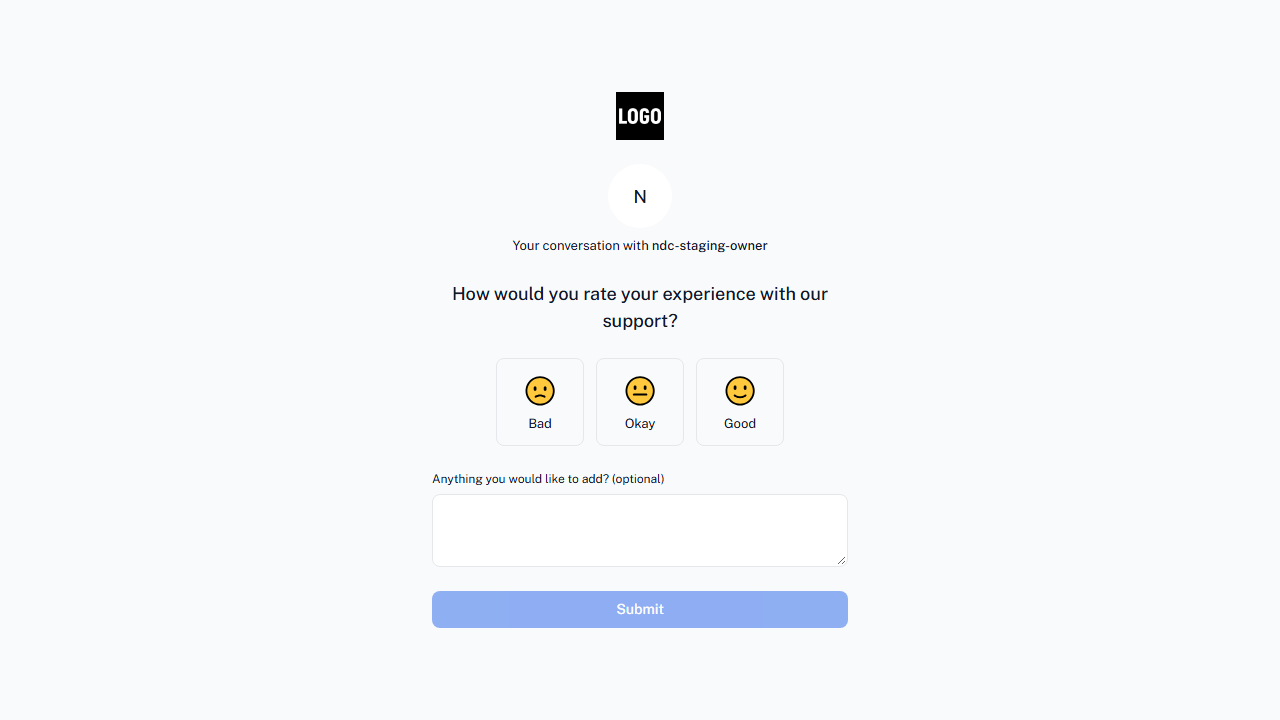 LOGO
N
Your conversation with ndc-staging-owner
How would you rate your experience with our
support?
Bad
Okay
Good
Anything you would like to add? (optional)
Submit